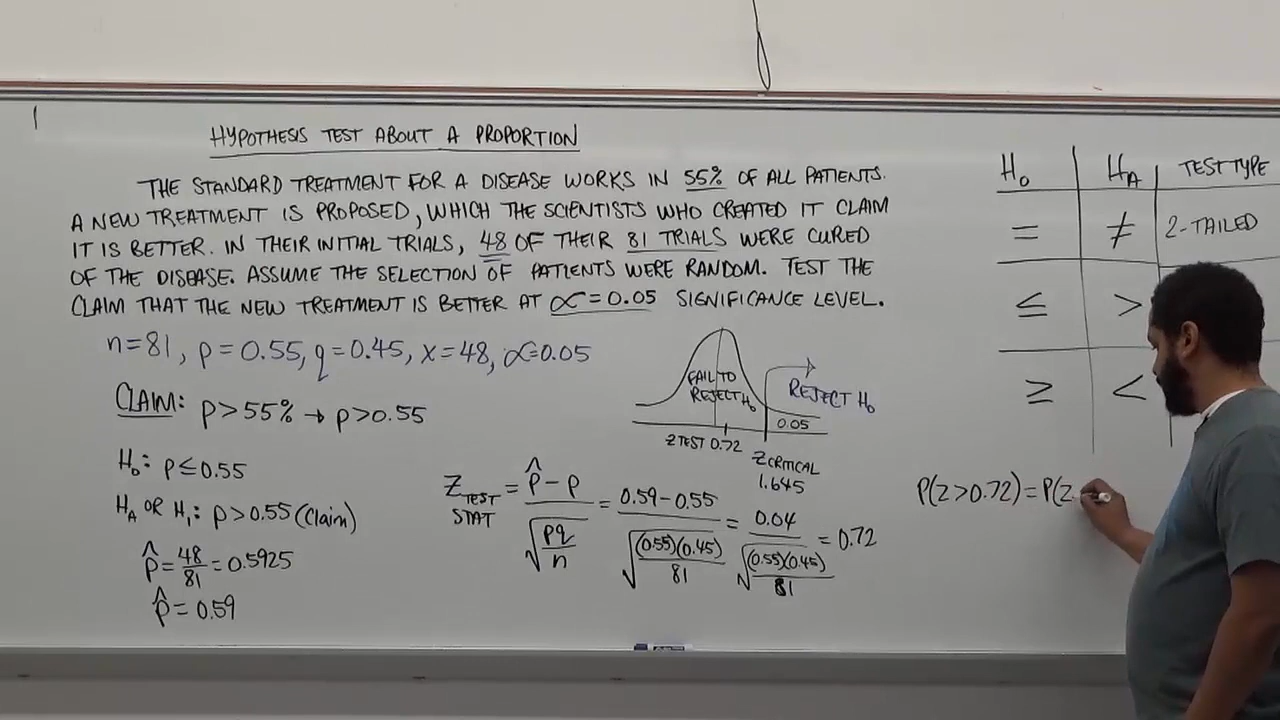 HYPOTHESIS TEST ABOUT A PROPORTION
THE STANDARD TREATMENT FOR A DISEASE WORKS IN 55% OF ALL PATIENTS.
A NEW TREATMENT IS PROPOSED, WHICH THE SCIENTISTS WHO CREATED IT CLAIM
IT IS BETTER. IN THEIR INITIAL TRIALS, 48 OF THEIR 81 TRIALS WERE CURED
OF THE DISEASE. ASSUME THE SELECTION OF PATIENTS WERE RANDOM. TEST THE
CLAIM THAT THE NEW TREATMENT IS BETTER AT α=0.05 SIGNIFICANCE LEVEL.
n=81, p=0.55, q=0.45, x=48, α=0.05
CLAIM: p>55% → p>0.55
H₀: p≤0.55
H_A OR H₁: p>0.55 (Claim)
p̂ = 48/81 = 0.5925
p̂ = 0.59
FAIL TO
REJECT H₀
REJECT H₀
0.05
Z TEST 0.72
Z CRITICAL
1.645
Z TEST STAT = (p̂ - p)/√(pq/n) = (0.59 - 0.55)/√((0.55)(0.45)/81) = 0.04/√((0.55)(0.45)/81) = 0.72
H₀ H_A TEST TYPE
= ≠ 2-TAILED
≤ >
≥ <
P(Z>0.72)=P(Z